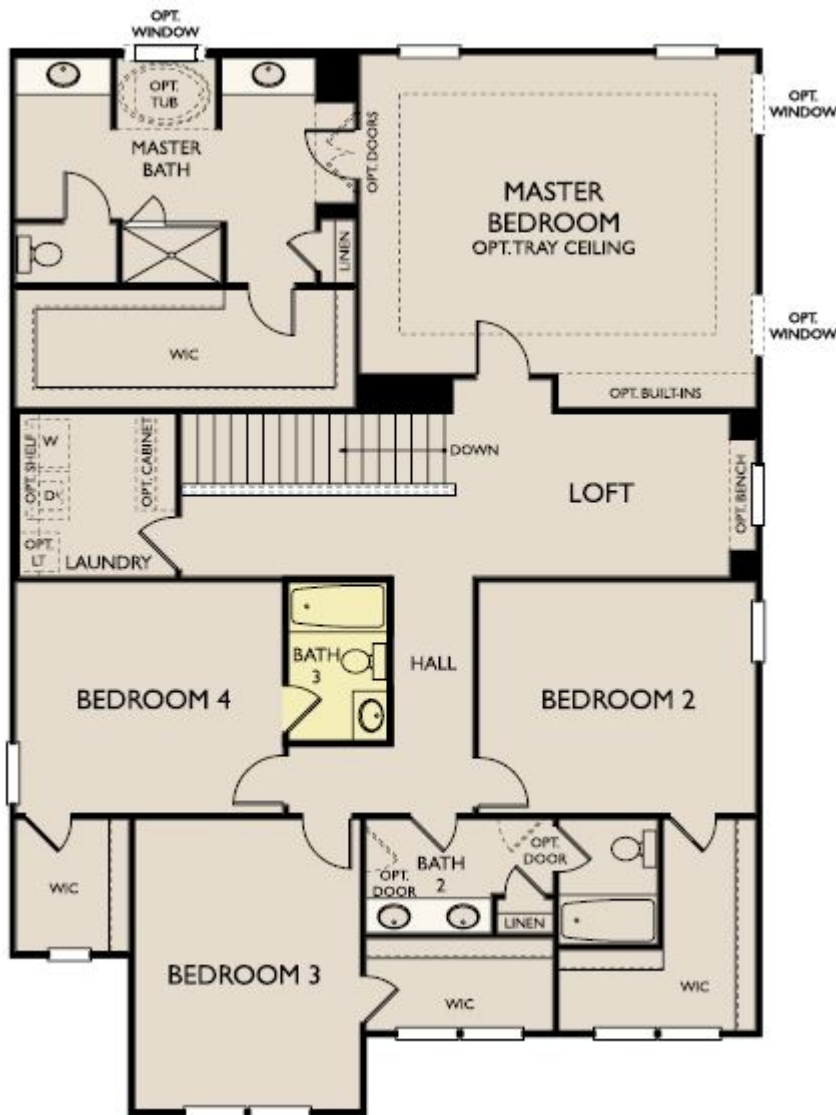 OPT.
WINDOW
OPT.
TUB
MASTER
BATH
OPT. DOORS
LINEN
MASTER
BEDROOM
OPT.TRAY CEILING
OPT.
WINDOW
OPT.
WINDOW
WIC
OPT. BUILT-INS
OPT. SHELF
W
D
OPT.
LT
OPT. CABINET
LAUNDRY
DOWN
LOFT
OPT. BENCH
BATH
3
HALL
BEDROOM 4
BEDROOM 2
WIC
OPT.
DOOR
BATH
2
OPT.
DOOR
LINEN
BEDROOM 3
WIC
WIC